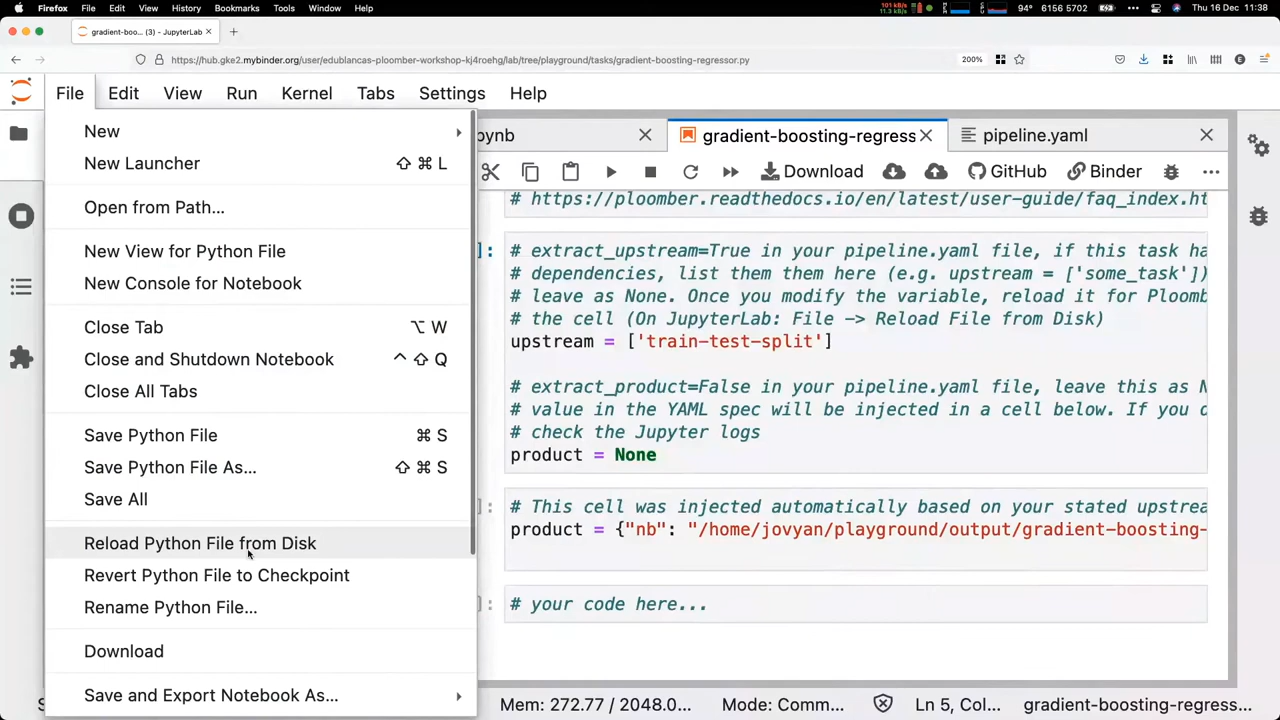 Firefox File Edit View History Bookmarks Tools Window Help 101 kB/s 11.3 kB/s 94° 6156 5702 Thu 16 Dec 11:38
gradient-boo... (3) - JupyterLab
https://hub.gke2.mybinder.org/user/edublancas-ploomber-workshop-kj4roehg/lab/tree/playground/tasks/gradient-boosting-regressor.py 200%
File Edit View Run Kernel Tabs Settings Help
New
New Launcher ⇧ ⌘ L
Open from Path...
New View for Python File
New Console for Notebook
Close Tab ⌥ W
Close and Shutdown Notebook ^ ⇧ Q
Close All Tabs
Save Python File ⌘ S
Save Python File As... ⇧ ⌘ S
Save All
Reload Python File from Disk
Revert Python File to Checkpoint
Rename Python File...
Download
Save and Export Notebook As...
ynb gradient-boosting-regress pipeline.yaml
Download GitHub Binder
# https://ploomber.readthedocs.io/en/latest/user-guide/faq_index.ht
]: # extract_upstream=True in your pipeline.yaml file, if this task ha
# dependencies, list them them here (e.g. upstream = ['some_task'])
# leave as None. Once you modify the variable, reload it for Ploomb
# the cell (On JupyterLab: File -> Reload File from Disk)
upstream = ['train-test-split']
# extract_product=False in your pipeline.yaml file, leave this as N
# value in the YAML spec will be injected in a cell below. If you d
# check the Jupyter logs
product = None
]: # This cell was injected automatically based on your stated upstrea
product = {"nb": "/home/jovyan/playground/output/gradient-boosting-
]: # your code here...
Mem: 272.77 / 2048.0... Mode: Comm... Ln 5, Col... gradient-boosting-regress...